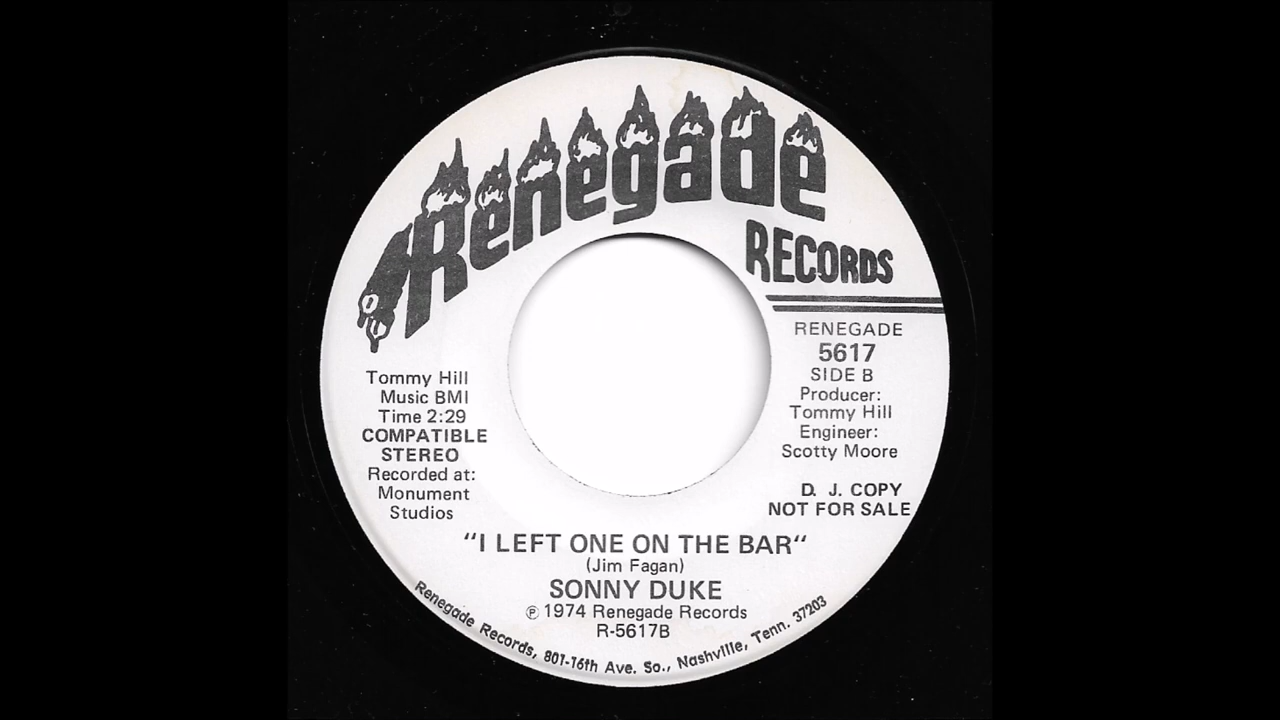 Renegade
RECORDS
RENEGADE
5617
SIDE B
Producer:
Tommy Hill
Engineer:
Scotty Moore
D. J. COPY
NOT FOR SALE
Tommy Hill
Music BMI
Time 2:29
COMPATIBLE
STEREO
Recorded at:
Monument
Studios
"I LEFT ONE ON THE BAR"
(Jim Fagan)
SONNY DUKE
℗ 1974 Renegade Records
R-5617B
Renegade Records, 801-16th Ave. So., Nashville, Tenn. 37203